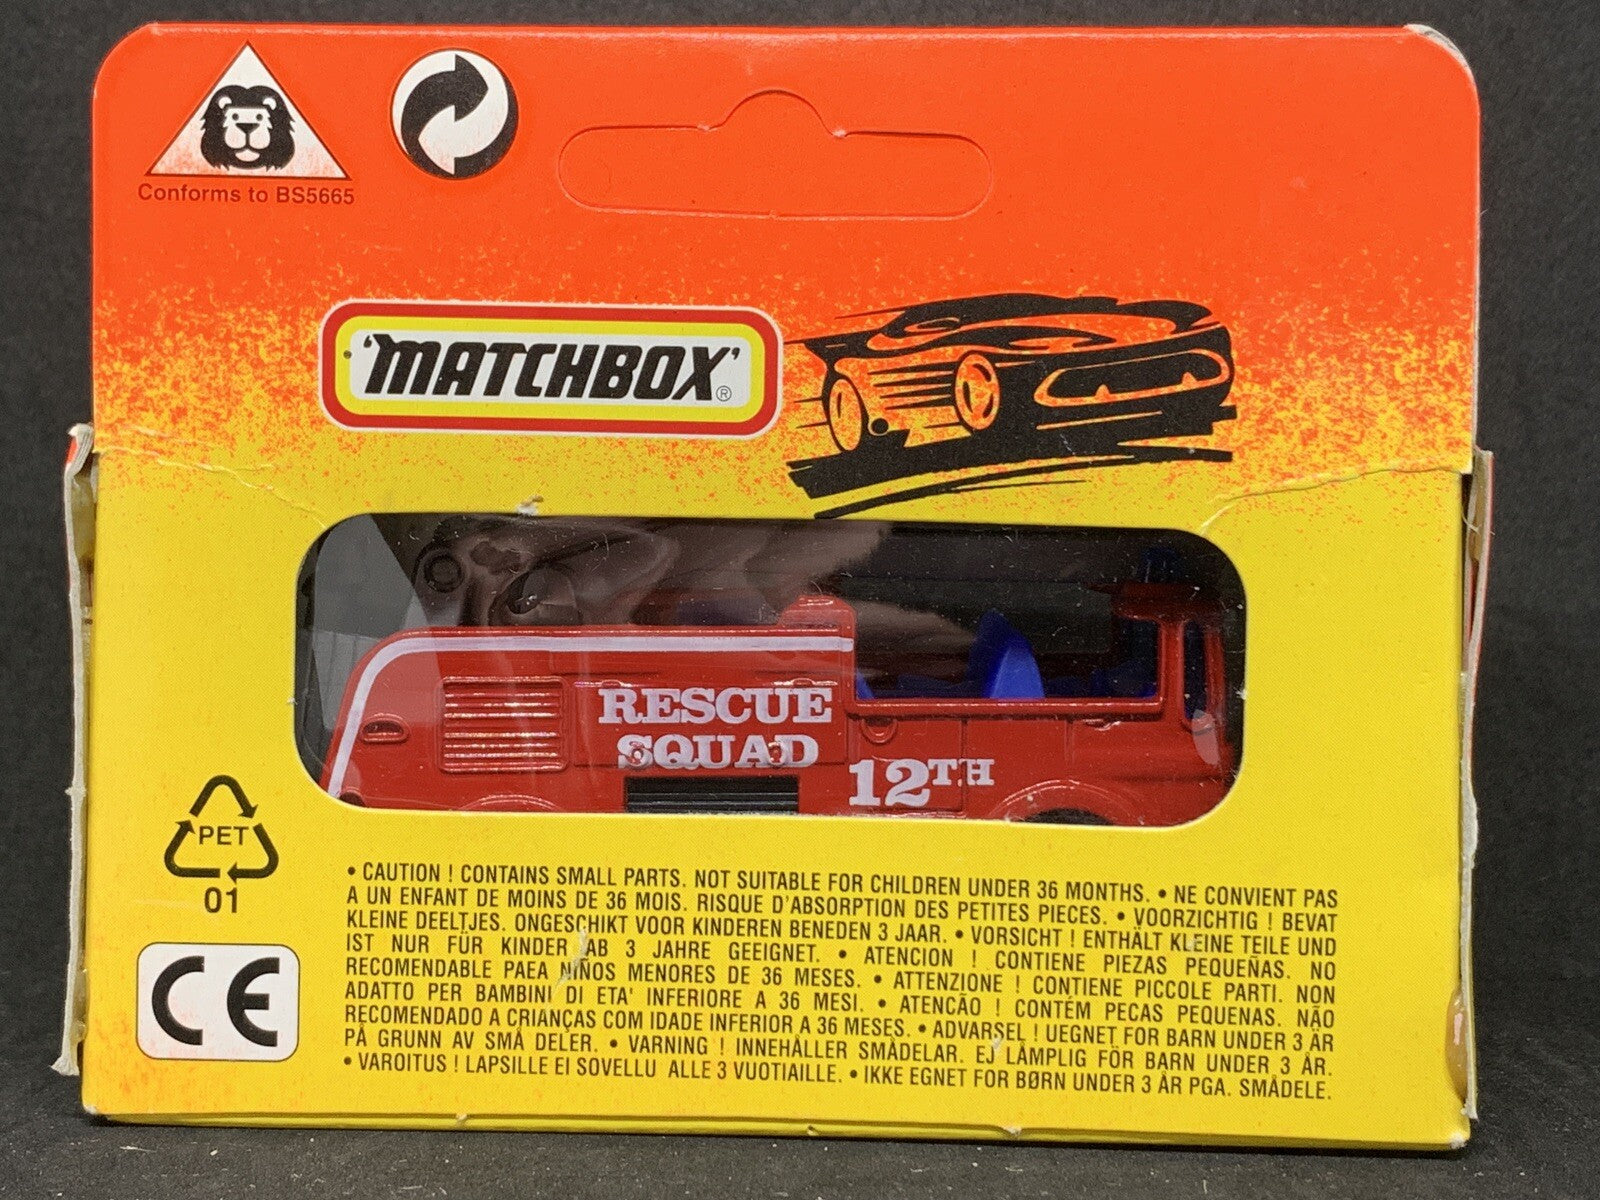 Conforms to BS5665
'MATCHBOX'®
RESCUE
SQUAD
12TH
PET
01
CE
• CAUTION ! CONTAINS SMALL PARTS. NOT SUITABLE FOR CHILDREN UNDER 36 MONTHS. • NE CONVIENT PAS
A UN ENFANT DE MOINS DE 36 MOIS. RISQUE D'ABSORPTION DES PETITES PIECES. • VOORZICHTIG ! BEVAT
KLEINE DEELTJES. ONGESCHIKT VOOR KINDEREN BENEDEN 3 JAAR. • VORSICHT ! ENTHÄLT KLEINE TEILE UND
IST NUR FÜR KINDER AB 3 JAHRE GEEIGNET. • ATENCION ! CONTIENE PIEZAS PEQUEÑAS. NO
RECOMENDABLE PAEA NIÑOS MENORES DE 36 MESES. • ATTENZIONE ! CONTIENE PICCOLE PARTI. NON
ADATTO PER BAMBINI DI ETA' INFERIORE A 36 MESI. • ATENCÃO ! CONTÉM PECAS PEQUENAS. NÃO
RECOMENDADO A CRIANÇAS COM IDADE INFERIOR A 36 MESES. • ADVARSEL ! UEGNET FOR BARN UNDER 3 ÅR
PÅ GRUNN AV SMÅ DELER. • VARNING ! INNEHÅLLER SMÅDELAR. EJ LÄMPLIG FÖR BARN UNDER 3 ÅR.
• VAROITUS ! LAPSILLE EI SOVELLU ALLE 3 VUOTIAILLE. • IKKE EGNET FOR BØRN UNDER 3 ÅR PGA. SMÅDELE.